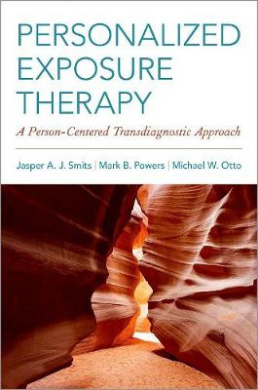 PERSONALIZED
EXPOSURE
THERAPY
A Person-Centered Transdiagnostic Approach
Jasper A. J. Smits | Mark B. Powers | Michael W. Otto